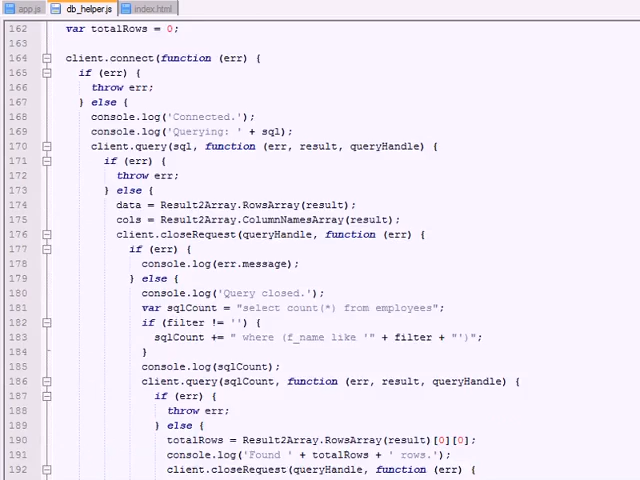 app.js db_helper.js index.html
162 var totalRows = 0;
163
164 client.connect(function (err) {
165 if (err) {
166 throw err;
167 } else {
168 console.log('Connected.');
169 console.log('Querying: ' + sql);
170 client.query(sql, function (err, result, queryHandle) {
171 if (err) {
172 throw err;
173 } else {
174 data = Result2Array.RowsArray(result);
175 cols = Result2Array.ColumnNamesArray(result);
176 client.closeRequest(queryHandle, function (err) {
177 if (err) {
178 console.log(err.message);
179 } else {
180 console.log('Query closed.');
181 var sqlCount = "select count(*) from employees";
182 if (filter != '') {
183 sqlCount += " where (f_name like '" + filter + "')";
184 }
185 console.log(sqlCount);
186 client.query(sqlCount, function (err, result, queryHandle) {
187 if (err) {
188 throw err;
189 } else {
190 totalRows = Result2Array.RowsArray(result)[0][0];
191 console.log('Found ' + totalRows + ' rows.');
192 client.closeRequest(queryHandle, function (err) {